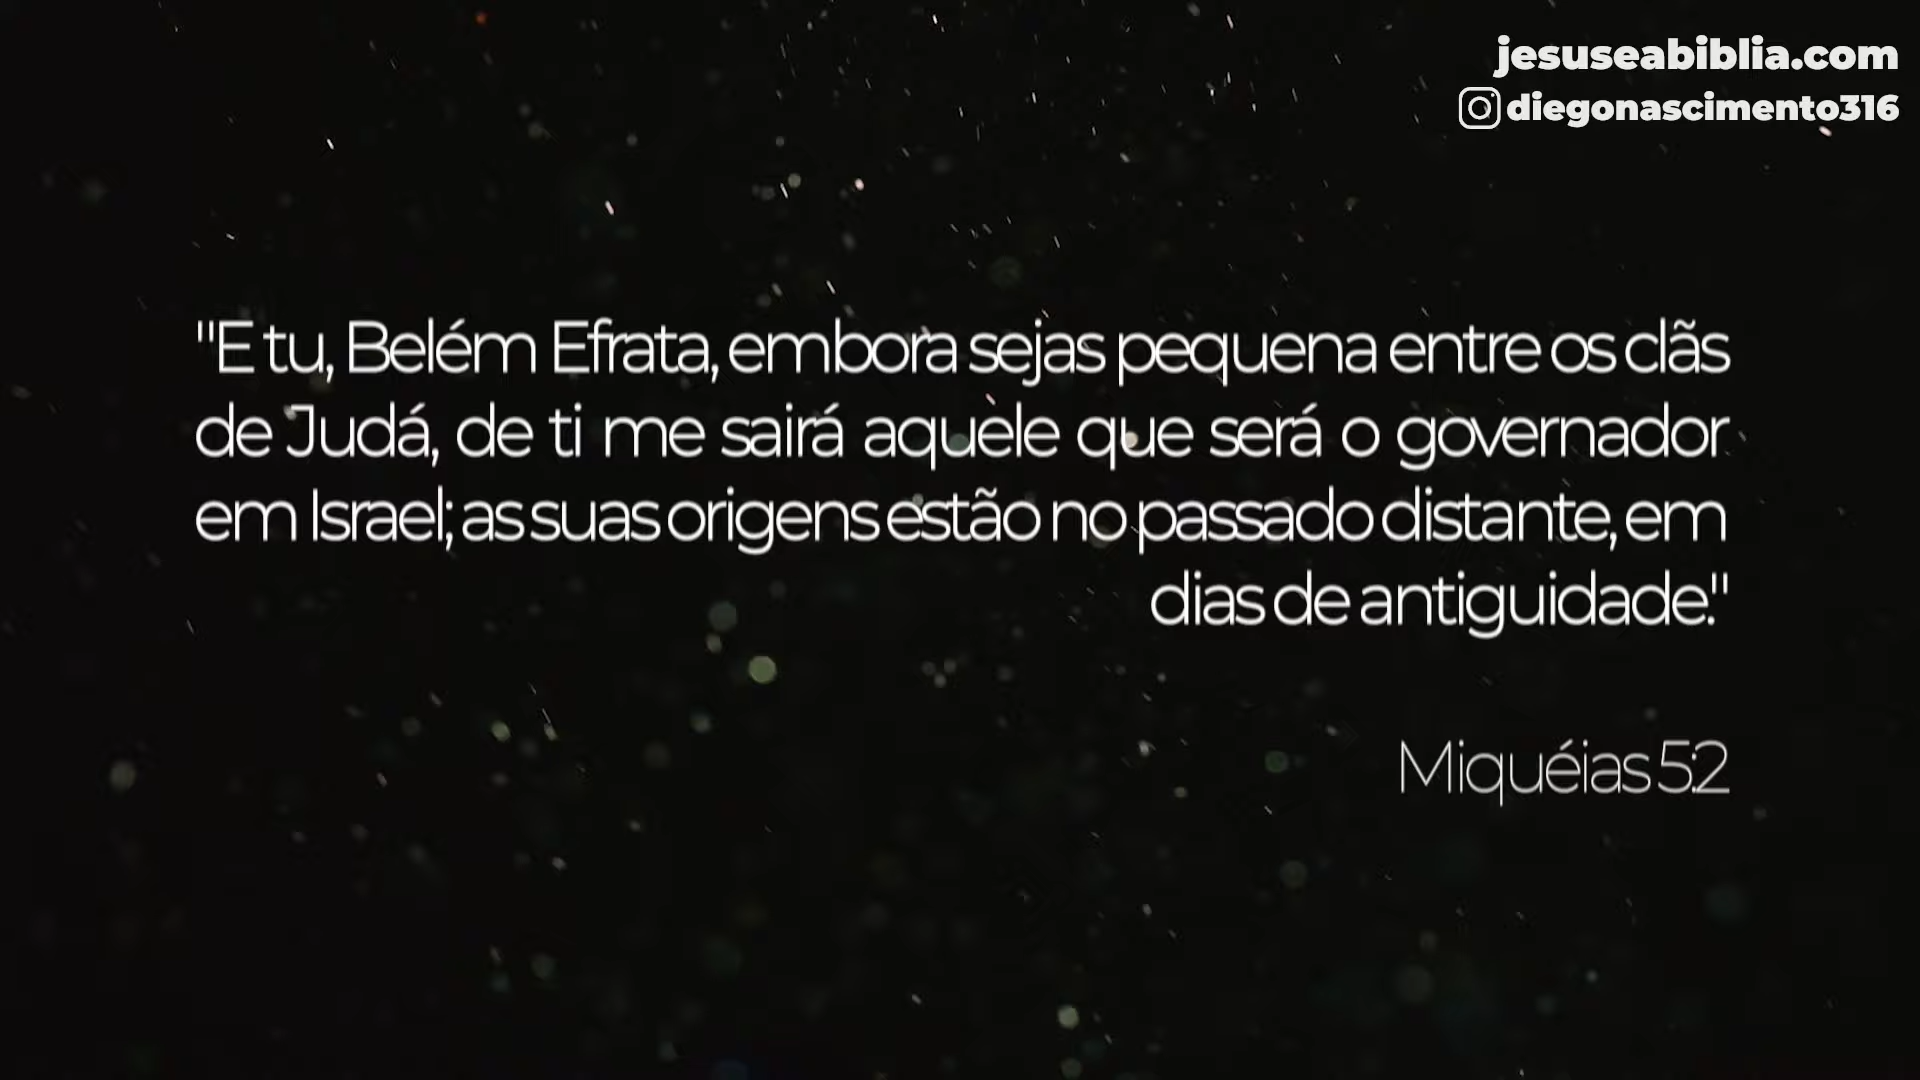 jesuseabiblia.com
diegonascimento316
"E tu, Belém Efrata, embora sejas pequena entre os clãs
de Judá, de ti me sairá aquele que será o governador
em Israel; as suas origens estão no passado distante, em
dias de antiguidade."
Miquéias 5:2